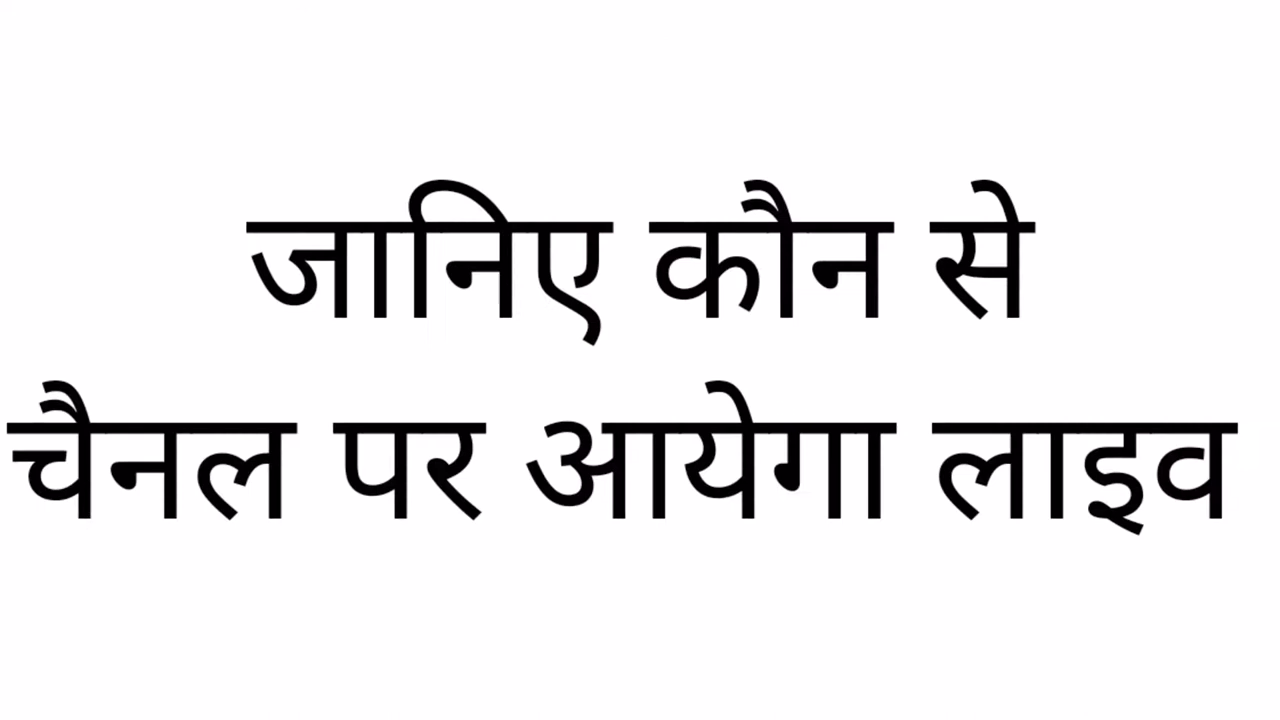 जानिए कौन से
चैनल पर आयेगा लाइव